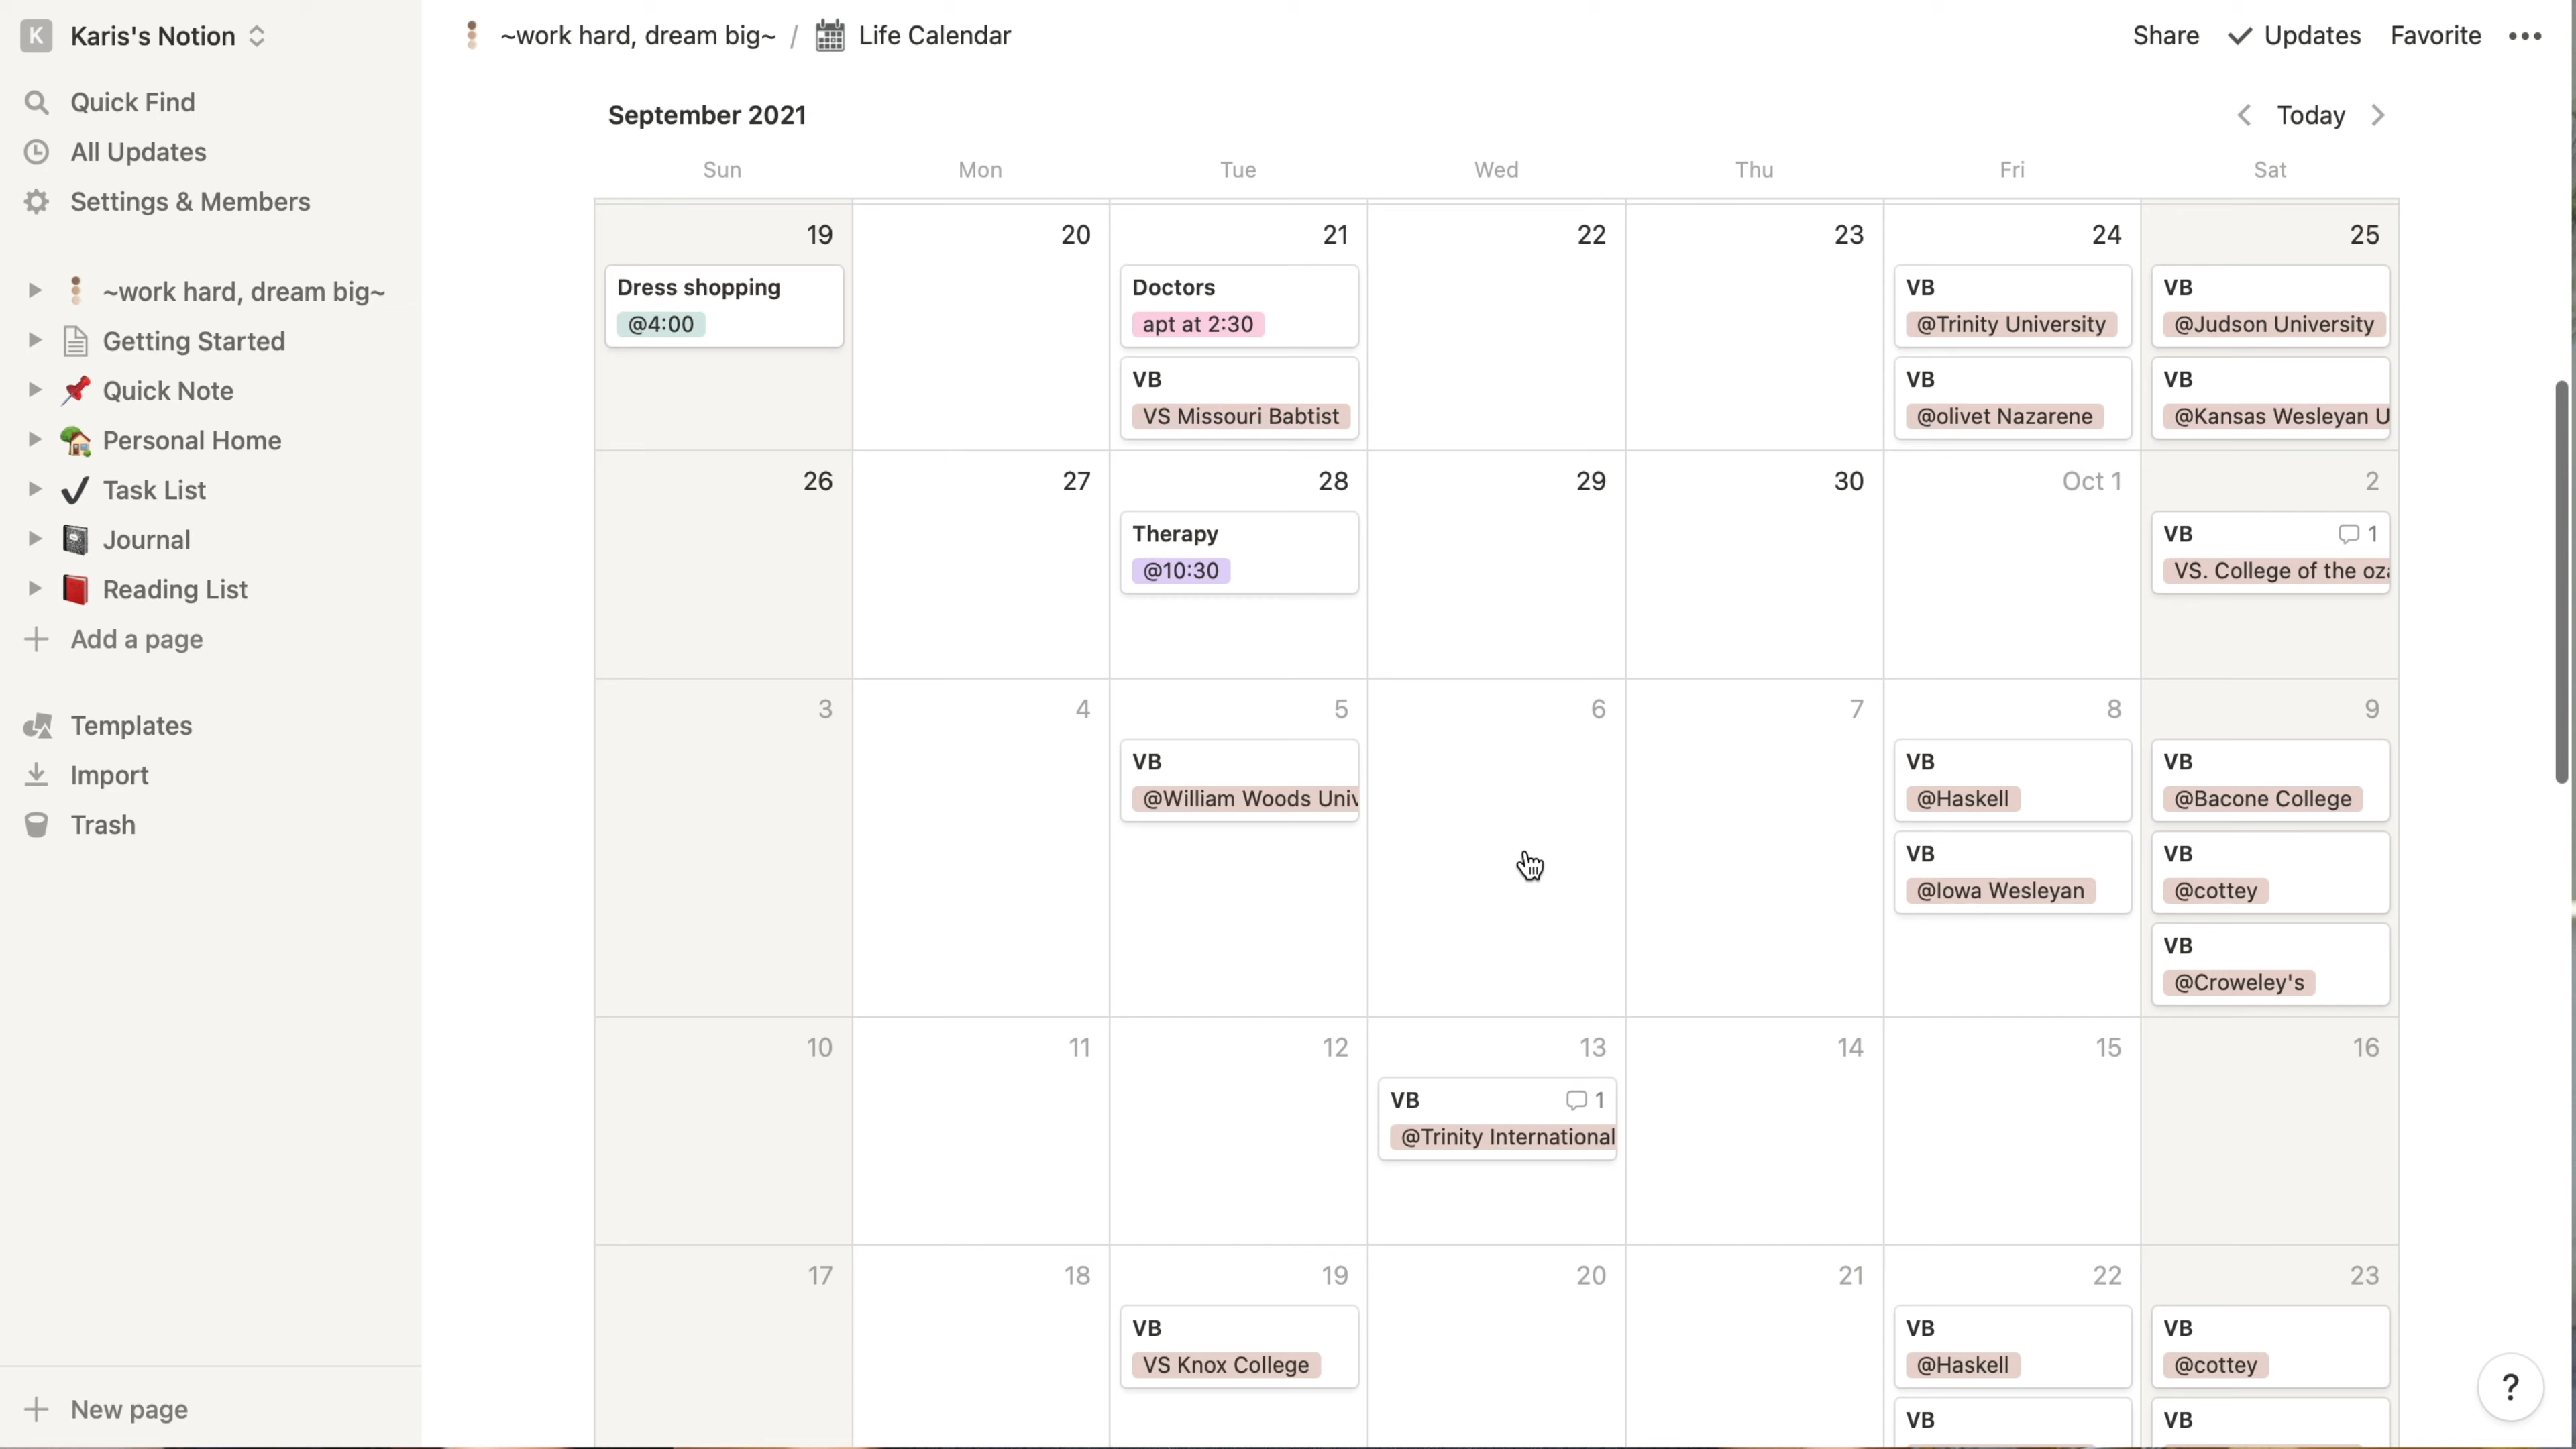 K Karis's Notion
Quick Find
All Updates
Settings & Members
~work hard, dream big~
Getting Started
Quick Note
Personal Home
Task List
Journal
Reading List
Add a page
Templates
Import
Trash
New page
~work hard, dream big~ / Life Calendar
Share Updates Favorite
September 2021
Today
Sun Mon Tue Wed Thu Fri Sat
19 20 21 22 23 24 25
Dress shopping
@4:00
Doctors
apt at 2:30
VB
VS Missouri Babtist
VB
@Trinity University
VB
@olivet Nazarene
VB
@Judson University
VB
@Kansas Wesleyan U
26 27 28 29 30 Oct 1 2
Therapy
@10:30
VB 1
VS. College of the oza
3 4 5 6 7 8 9
VB
@William Woods Univ
VB
@Haskell
VB
@Iowa Wesleyan
VB
@Bacone College
VB
@cottey
VB
@Croweley's
10 11 12 13 14 15 16
VB 1
@Trinity International
17 18 19 20 21 22 23
VB
VS Knox College
VB
@Haskell
VB
VB
@cottey
VB
?